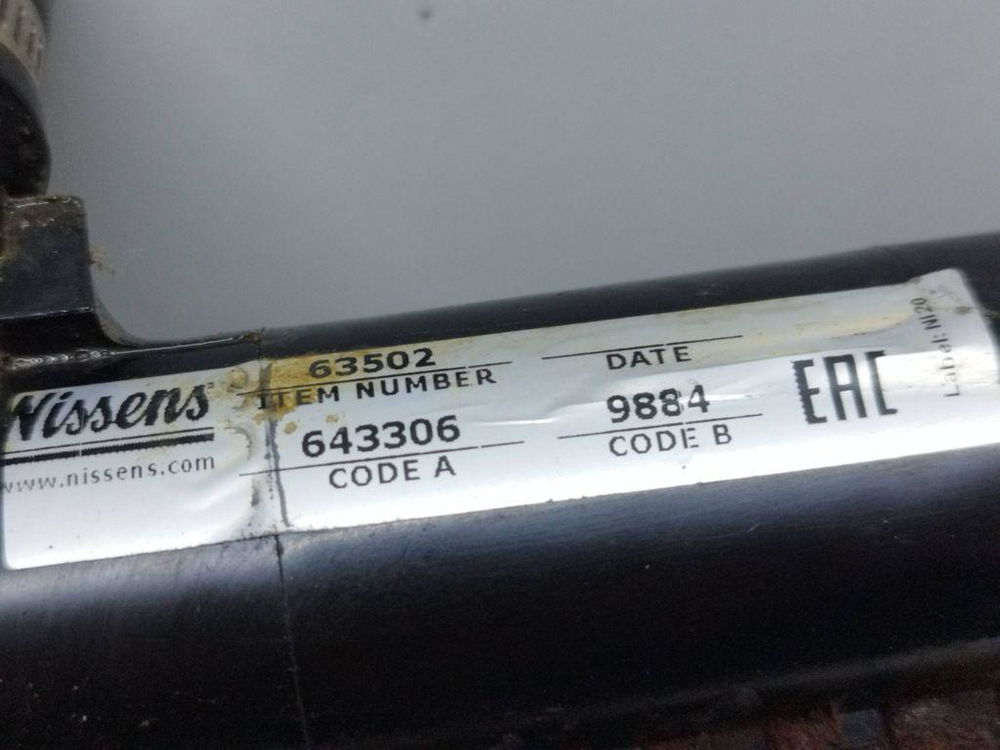 Nissens
www.nissens.com
63502
ITEM NUMBER
643306
CODE A
DATE
9884
CODE B
EAC
Label: NI20